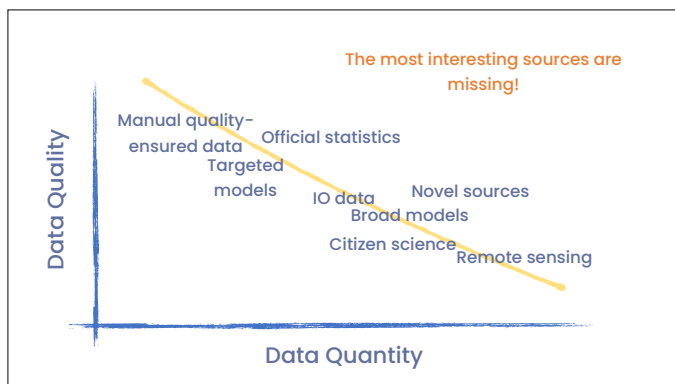 The most interesting sources are
missing!
Data Quality
Manual quality-
ensured data
Official statistics
Targeted
models
IO data
Novel sources
Broad models
Citizen science
Remote sensing
Data Quantity